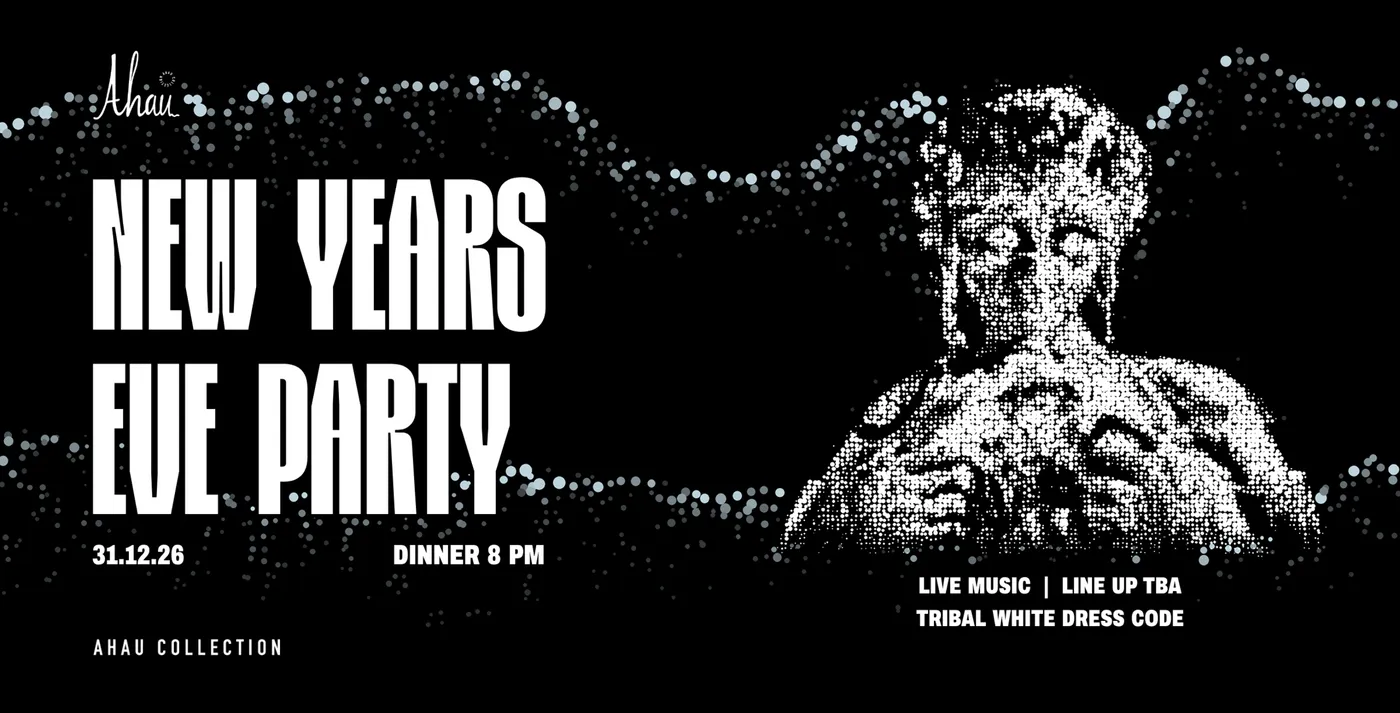 Ahau
NEW YEARS
EVE PARTY
31.12.26
DINNER 8 PM
LIVE MUSIC | LINE UP TBA
TRIBAL WHITE DRESS CODE
AHAU COLLECTION